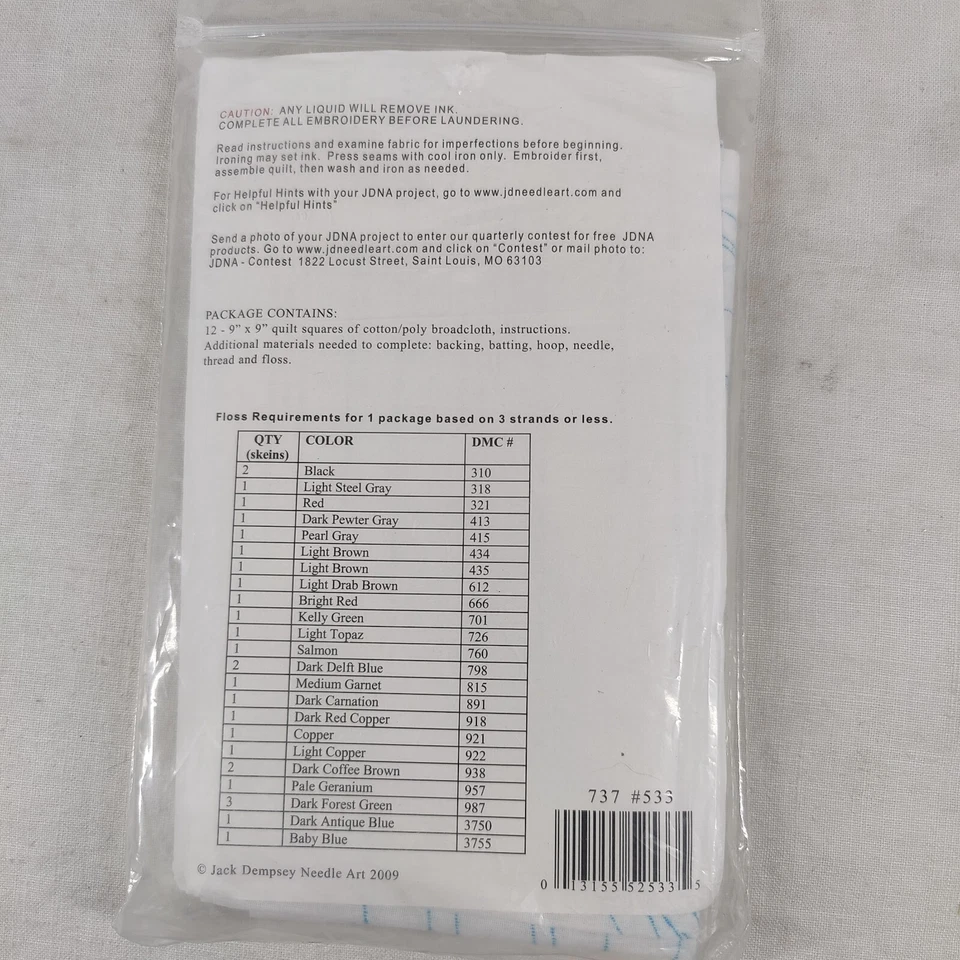 CAUTION: ANY LIQUID WILL REMOVE INK.
COMPLETE ALL EMBROIDERY BEFORE LAUNDERING.
Read instructions and examine fabric for imperfections before beginning.
Ironing may set ink. Press seams with cool iron only. Embroider first,
assemble quilt, then wash and iron as needed.
For Helpful Hints with your JDNA project, go to www.jdneedleart.com and
click on "Helpful Hints"
Send a photo of your JDNA project to enter our quarterly contest for free JDNA
products. Go to www.jdneedleart.com and click on "Contest" or mail photo to:
JDNA - Contest 1822 Locust Street, Saint Louis, MO 63103
PACKAGE CONTAINS:
12 - 9" x 9" quilt squares of cotton/poly broadcloth, instructions.
Additional materials needed to complete: backing, batting, hoop, needle,
thread and floss.
Floss Requirements for 1 package based on 3 strands or less.
QTY COLOR DMC #
(skeins)
2 Black 310
1 Light Steel Gray 318
1 Red 321
1 Dark Pewter Gray 413
1 Pearl Gray 415
1 Light Brown 434
1 Light Brown 435
1 Light Drab Brown 612
1 Bright Red 666
1 Kelly Green 701
1 Light Topaz 726
1 Salmon 760
2 Dark Delft Blue 798
1 Medium Garnet 815
1 Dark Carnation 891
1 Dark Red Copper 918
1 Copper 921
1 Light Copper 922
2 Dark Coffee Brown 938
1 Pale Geranium 957
3 Dark Forest Green 987
1 Dark Antique Blue 3750
1 Baby Blue 3755
737 #533
0 13155 52533 5
© Jack Dempsey Needle Art 2009